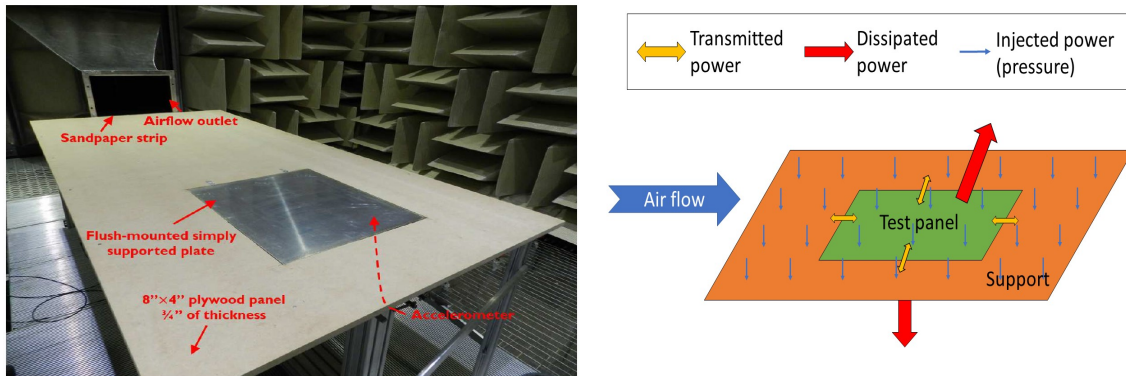 Airflow outlet
Sandpaper strip
Flush-mounted simply
supported plate
8’’×4’’ plywood panel
¾’’ of thickness
Accelerometer
Transmitted
power
Dissipated
power
Injected power
(pressure)
Air flow
Test panel
Support